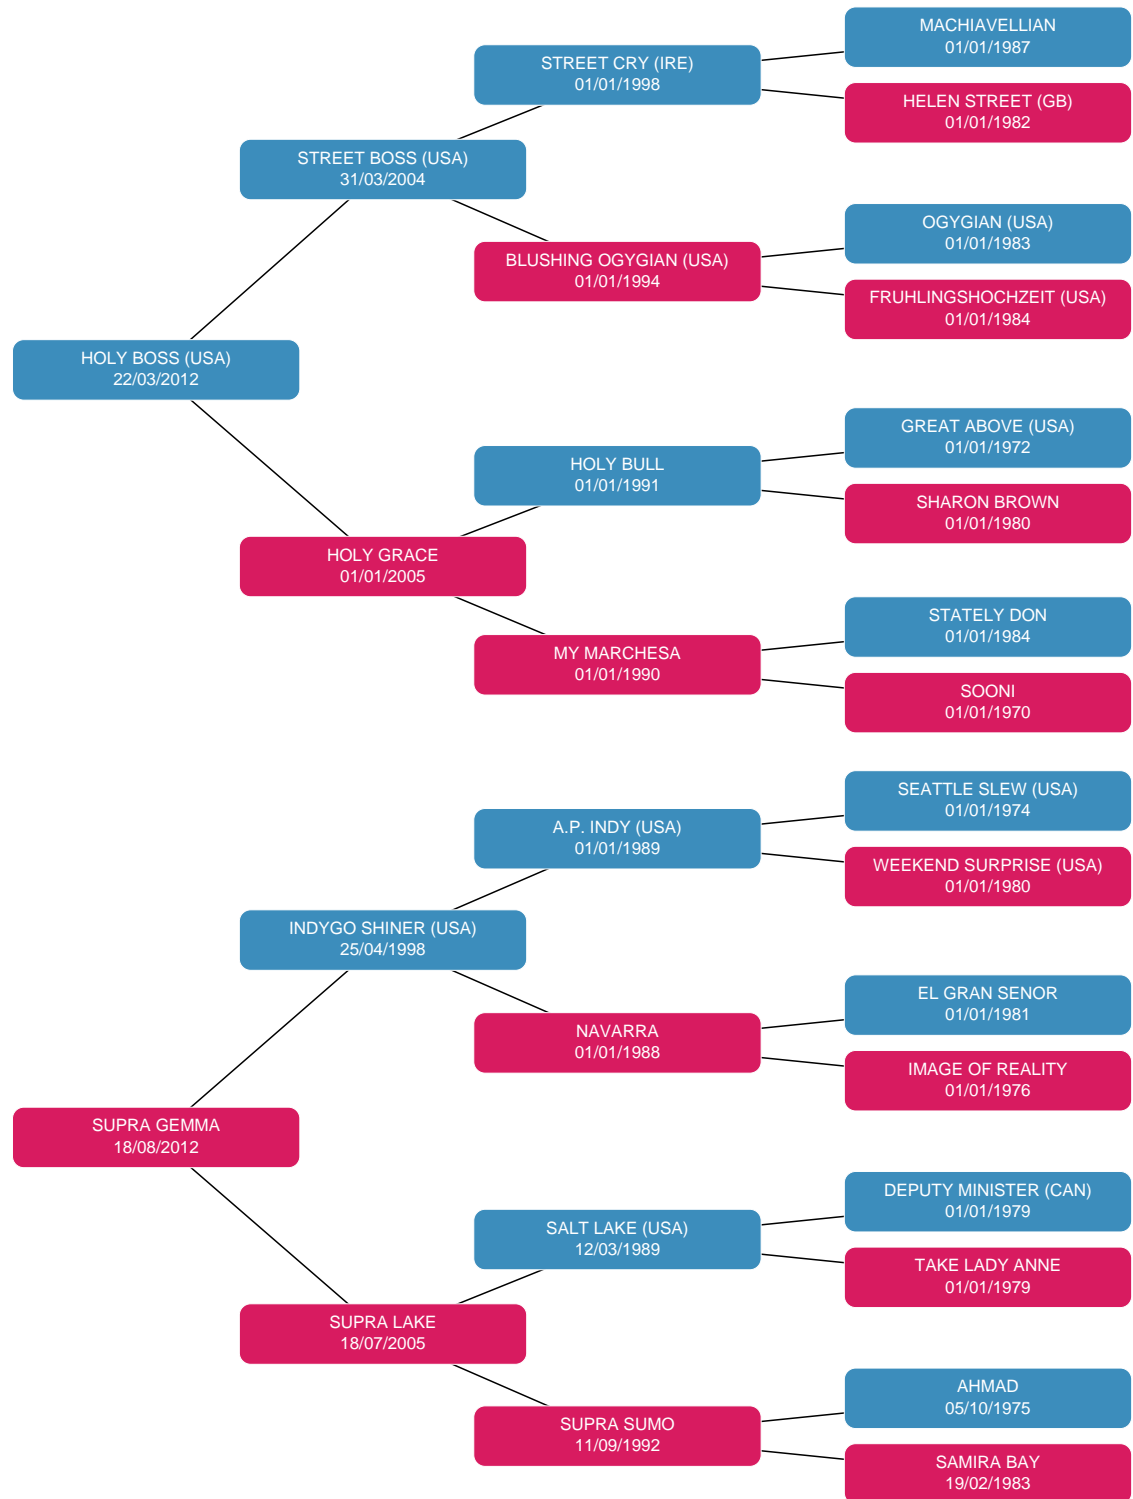 MACHIAVELLIAN
01/01/1987
STREET CRY (IRE)
01/01/1998
HELEN STREET (GB)
01/01/1982
STREET BOSS (USA)
31/03/2004
OGYGIAN (USA)
01/01/1983
BLUSHING OGYGIAN (USA)
01/01/1994
FRUHLINGSHOCHZEIT (USA)
01/01/1984
HOLY BOSS (USA)
22/03/2012
GREAT ABOVE (USA)
01/01/1972
HOLY BULL
01/01/1991
SHARON BROWN
01/01/1980
HOLY GRACE
01/01/2005
STATELY DON
01/01/1984
MY MARCHESA
01/01/1990
SOONI
01/01/1970
SEATTLE SLEW (USA)
01/01/1974
A.P. INDY (USA)
01/01/1989
WEEKEND SURPRISE (USA)
01/01/1980
INDYGO SHINER (USA)
25/04/1998
EL GRAN SENOR
01/01/1981
NAVARRA
01/01/1988
IMAGE OF REALITY
01/01/1976
SUPRA GEMMA
18/08/2012
DEPUTY MINISTER (CAN)
01/01/1979
SALT LAKE (USA)
12/03/1989
TAKE LADY ANNE
01/01/1979
SUPRA LAKE
18/07/2005
AHMAD
05/10/1975
SUPRA SUMO
11/09/1992
SAMIRA BAY
19/02/1983